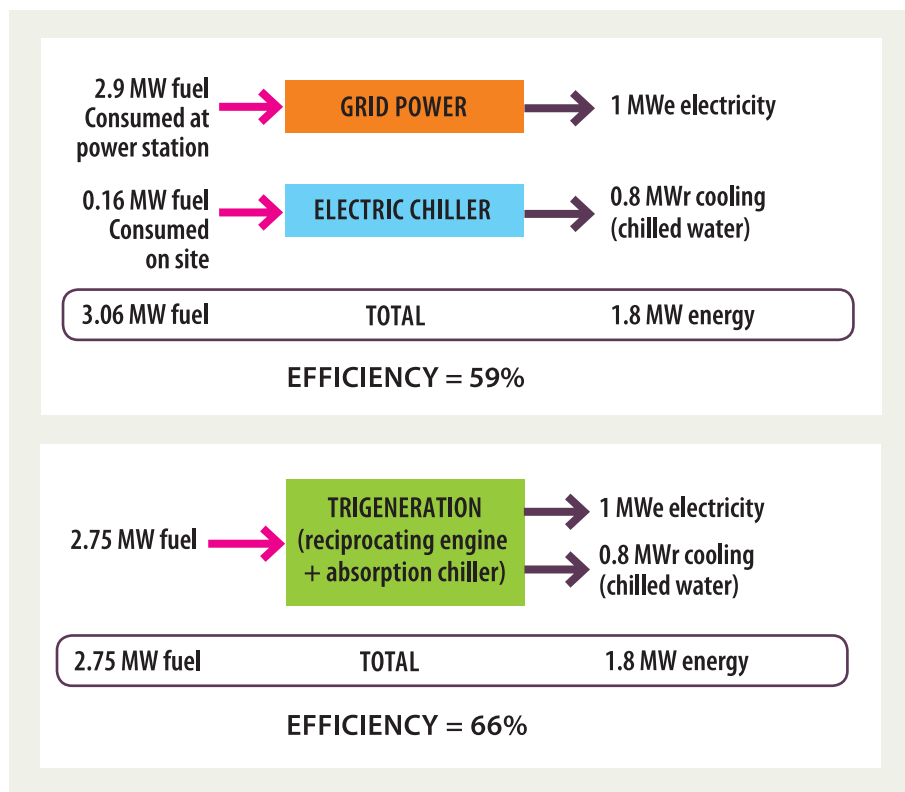 2.9 MW fuel
Consumed at
power station
GRID POWER
1 MWe electricity
0.16 MW fuel
Consumed
on site
ELECTRIC CHILLER
0.8 MWr cooling
(chilled water)
3.06 MW fuel
TOTAL
1.8 MW energy
EFFICIENCY = 59%
2.75 MW fuel
TRIGENERATION
(reciprocating engine
+ absorption chiller)
1 MWe electricity
0.8 MWr cooling
(chilled water)
2.75 MW fuel
TOTAL
1.8 MW energy
EFFICIENCY = 66%